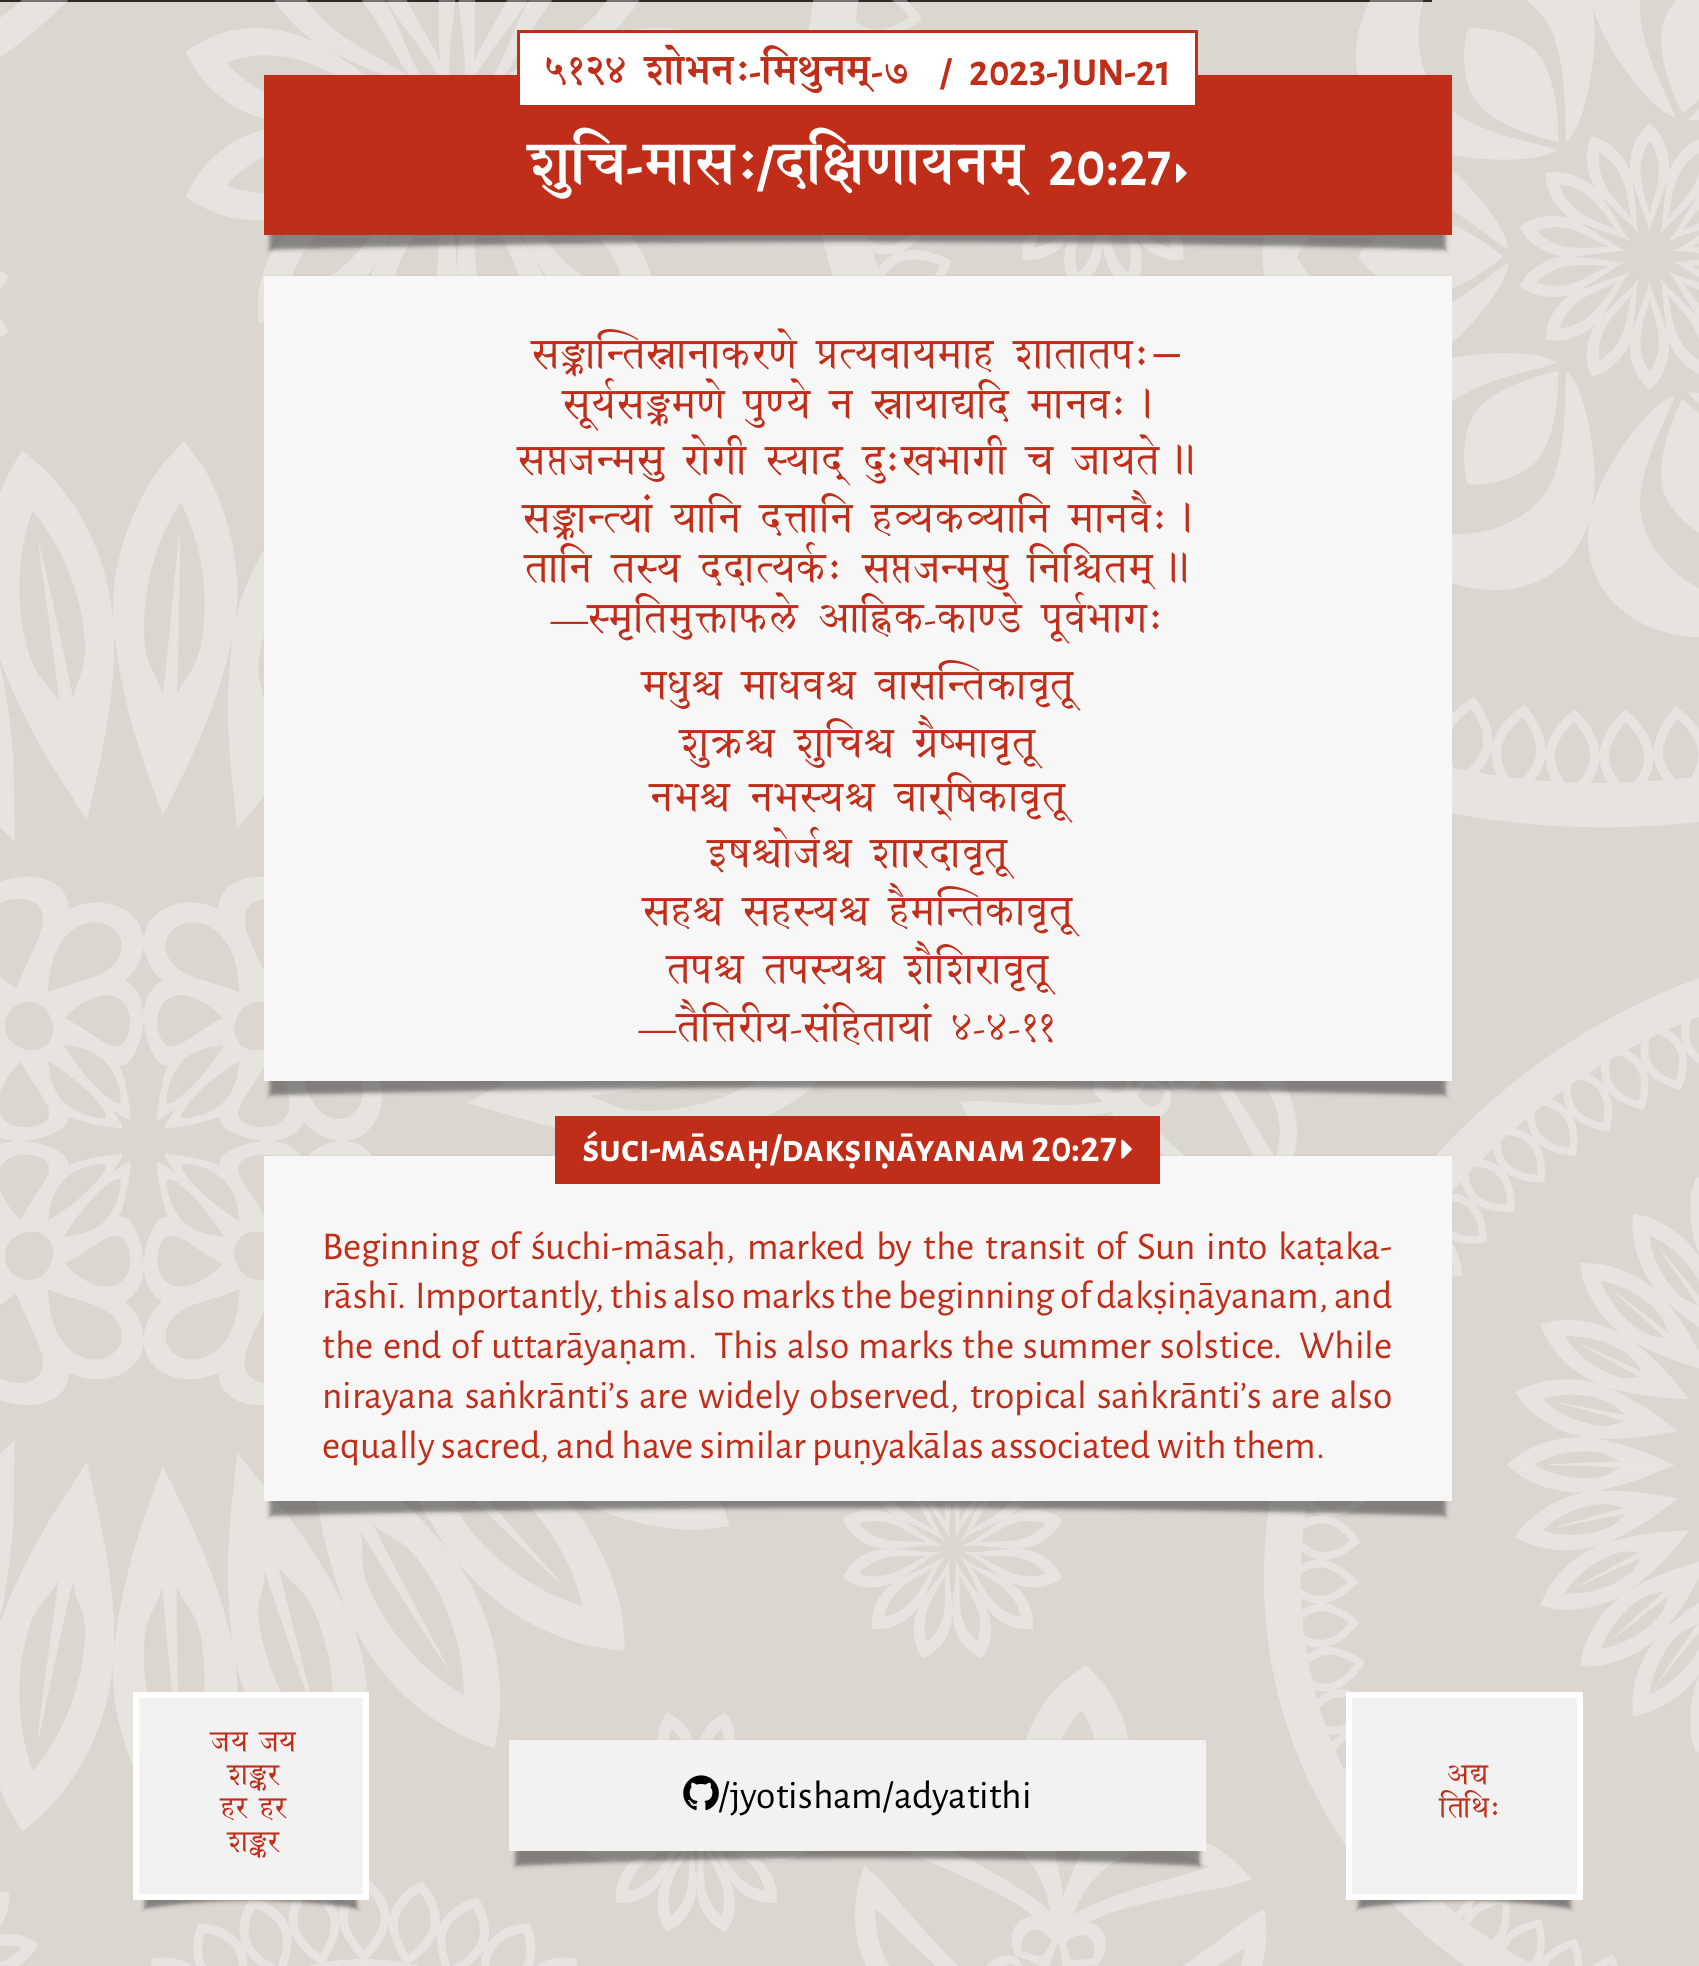 ५१२४ शोभनः-मिथुनम्-७ / 2023-JUN-21
शुचि-मासः/दक्षिणायनम् 20:27▸
सङ्क्रान्तिस्नानाकरणे प्रत्यवायमाह शातातपः—
सूर्यसङ्क्रमणे पुण्ये न स्नायाद्यदि मानवः।
सप्तजन्मसु रोगी स्याद् दुःखभागी च जायते॥
सङ्क्रान्त्यां यानि दत्तानि हव्यकव्यानि मानवैः।
तानि तस्य ददात्यर्कः सप्तजन्मसु निश्चितम्॥
—स्मृतिमुक्ताफले आह्निक-काण्डे पूर्वभागः
मधुश्च माधवश्च वासन्तिकावृतू
शुक्रश्च शुचिश्च ग्रैष्मावृतू
नभश्च नभस्यश्च वार्षिकावृतू
इषश्चोर्जश्च शारदावृतू
सहश्च सहस्यश्च हैमन्तिकावृतू
तपश्च तपस्यश्च शैशिरावृतू
—तैत्तिरीय-संहितायां ४-४-११
ŚUCI-MĀSAḤ/DAKṢIṆĀYANAM 20:27▸
Beginning of śuchi-māsaḥ, marked by the transit of Sun into kaṭaka-
rāshī. Importantly, this also marks the beginning of dakṣiṇāyanam, and
the end of uttarāyaṇam. This also marks the summer solstice. While
nirayana saṅkrānti’s are widely observed, tropical saṅkrānti’s are also
equally sacred, and have similar puṇyakālas associated with them.
जय जय
शङ्कर
हर हर
शङ्कर
/jyotisham/adyatithi
अद्य
तिथिः